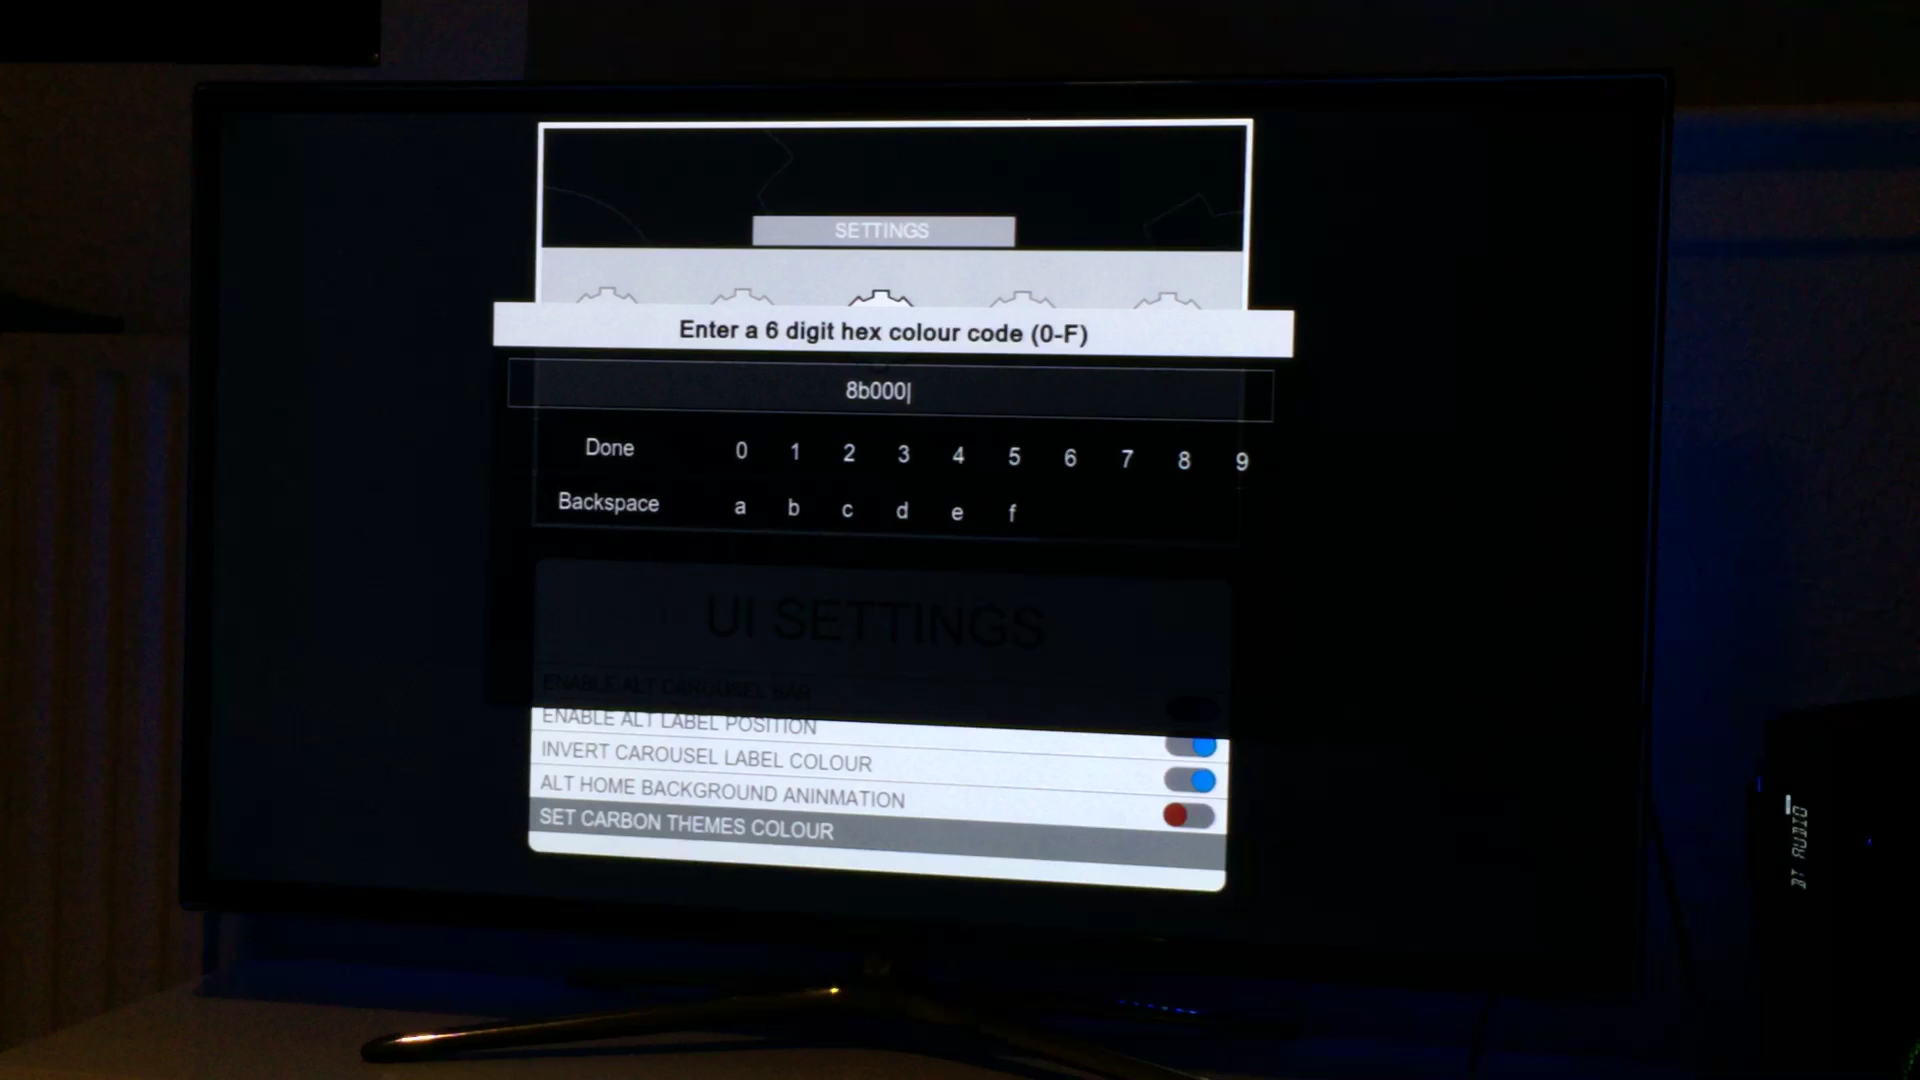 SETTINGS
Enter a 6 digit hex colour code (0-F)
8b000
Done 0 1 2 3 4 5 6 7 8 9
Backspace a b c d e f
UI SETTINGS
ENABLE ALT CAROUSEL BAR
ENABLE ALT LABEL POSITION
INVERT CAROUSEL LABEL COLOUR
ALT HOME BACKGROUND ANINMATION
SET CARBON THEMES COLOUR
BT AUDIO